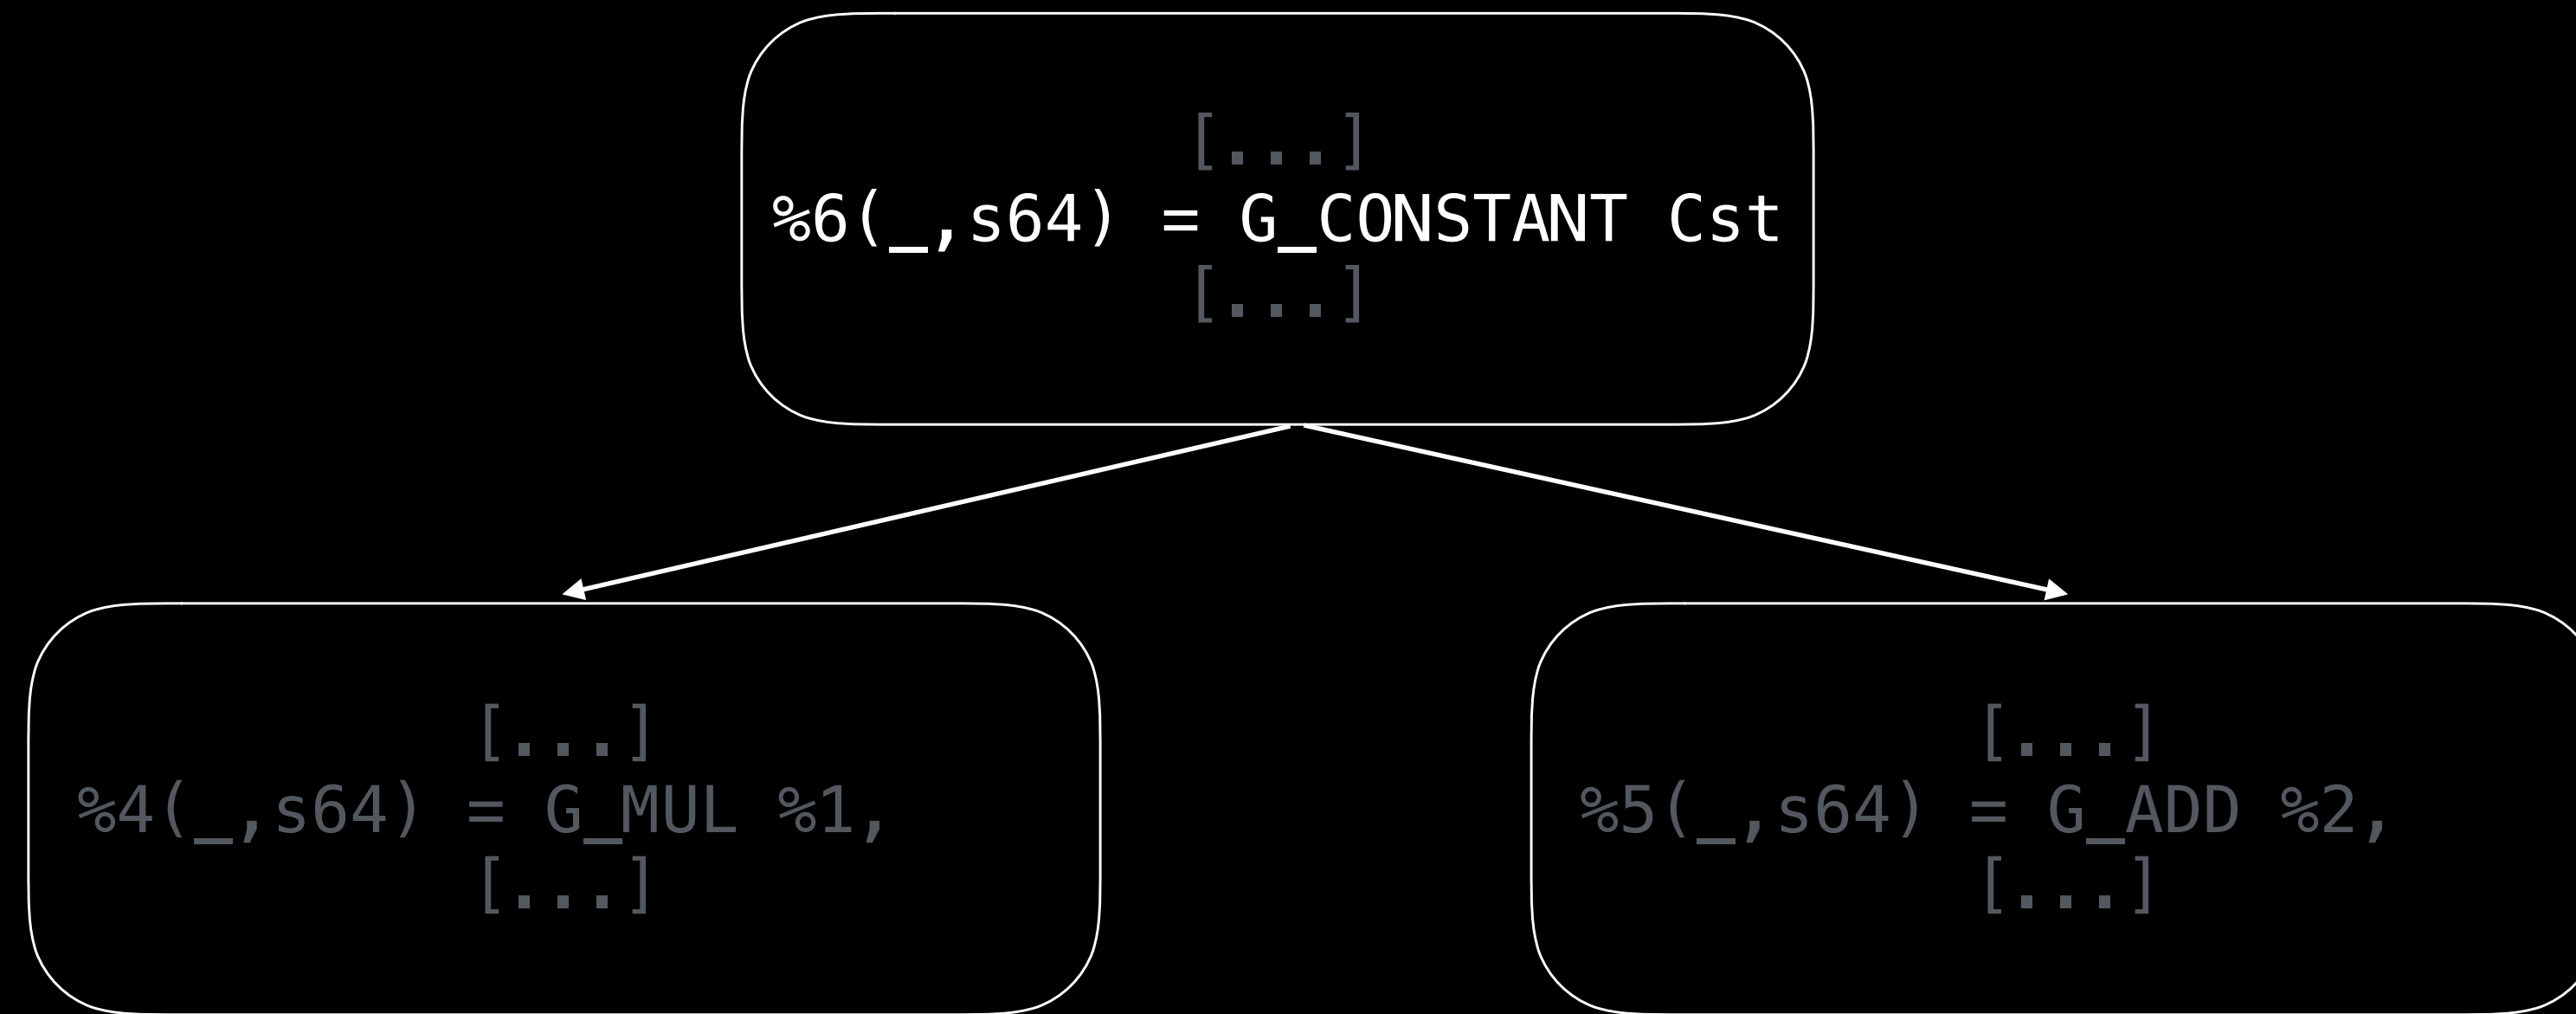 [...]
%6(_,s64) = G_CONSTANT Cst
[...]
[...]
%4(_,s64) = G_MUL %1,
[...]
[...]
%5(_,s64) = G_ADD %2,
[...]